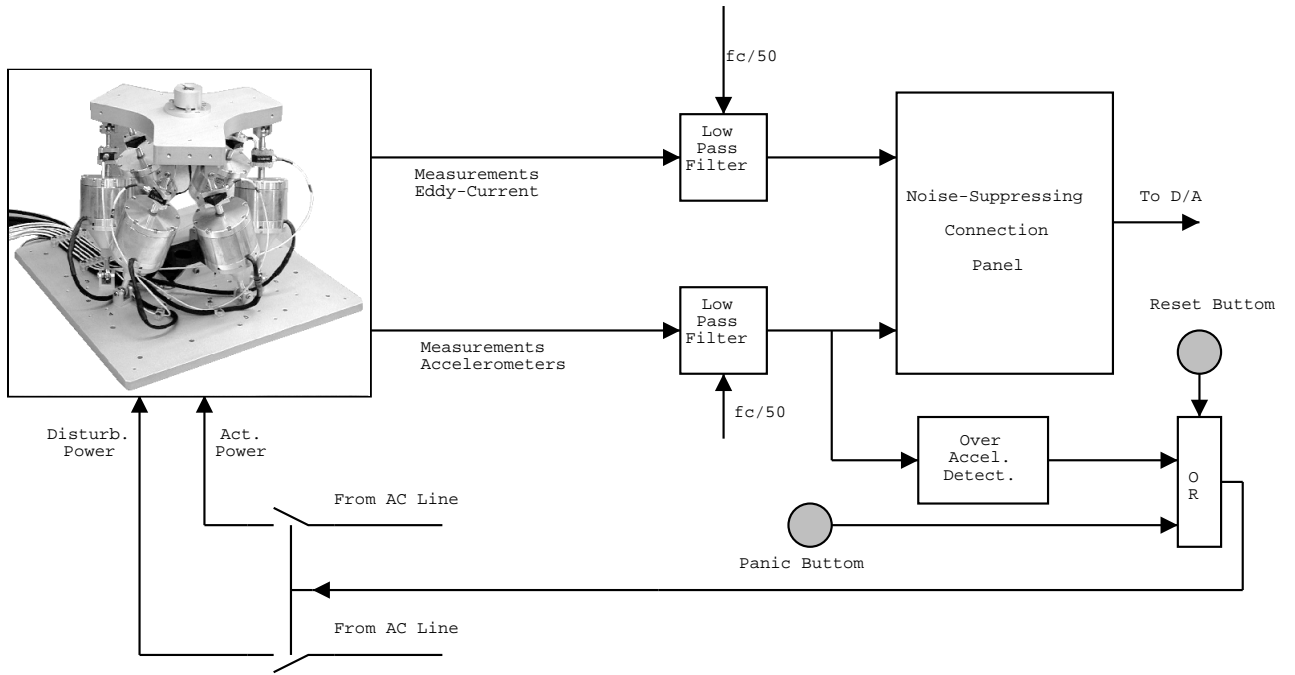 fc/50
Low
Pass
Filter
Measurements
Eddy-Current
Noise-Suppressing
Connection
Panel
To D/A
Low
Pass
Filter
Measurements
Accelerometers
fc/50
Reset Buttom
Disturb.
Power
Act.
Power
Over
Accel.
Detect.
O
R
From AC Line
Panic Buttom
From AC Line